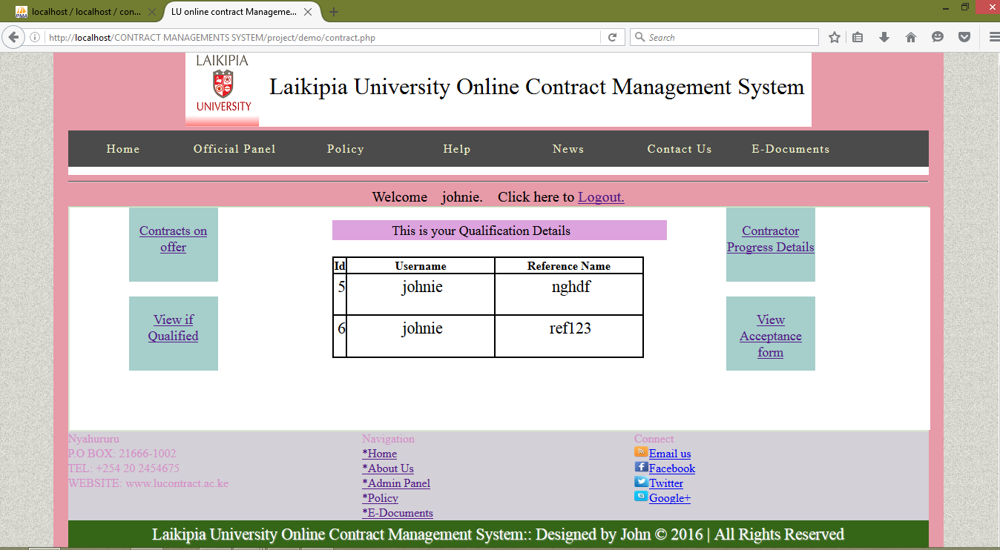 localhost / localhost / con...
LU online contract Manageme...
http://localhost/CONTRACT MANAGEMENTS SYSTEM/project/demo/contract.php
Search
LAIKIPIA
UNIVERSITY
Laikipia University Online Contract Management System
Home Official Panel Policy Help News Contact Us E-Documents
Welcome johnie. Click here to Logout.
Contracts on
offer
View if
Qualified
This is your Qualification Details
Id Username Reference Name
5 johnie nghdf
6 johnie ref123
Contractor
Progress Details
View
Acceptance
form
Nyahururu
P.O BOX: 21666-1002
TEL: +254 20 2454675
WEBSITE: www.lucontract.ac.ke
Navigation
*Home
*About Us
*Admin Panel
*Policy
*E-Documents
Connect
Email us
Facebook
Twitter
Google+
Laikipia University Online Contract Management System:: Designed by John © 2016 | All Rights Reserved